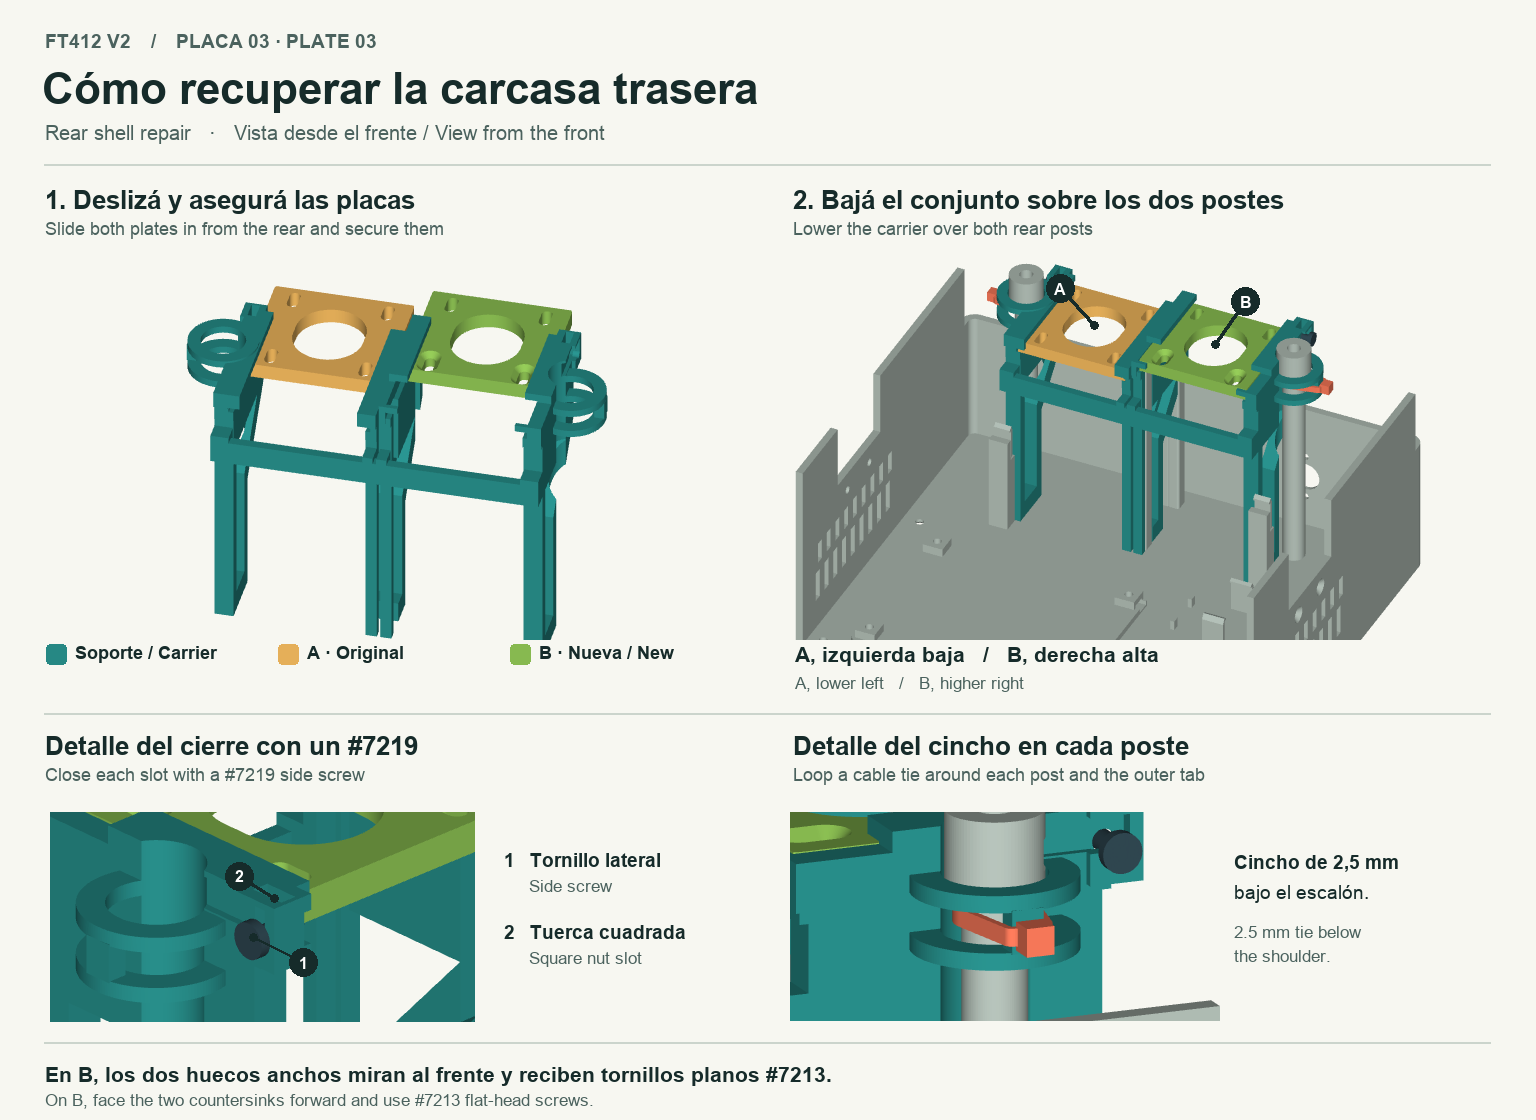 FT412 V2 / PLACA 03 · PLATE 03
Cómo recuperar la carcasa trasera
Rear shell repair · Vista desde el frente / View from the front
1. Deslizá y asegurá las placas
Slide both plates in from the rear and secure them
2. Bajá el conjunto sobre los dos postes
Lower the carrier over both rear posts
A
B
Soporte / Carrier
A · Original
B · Nueva / New
A, izquierda baja / B, derecha alta
A, lower left / B, higher right
Detalle del cierre con un #7219
Close each slot with a #7219 side screw
2
1
1 Tornillo lateral
Side screw
2 Tuerca cuadrada
Square nut slot
Detalle del cincho en cada poste
Loop a cable tie around each post and the outer tab
Cincho de 2,5 mm
bajo el escalón.
2.5 mm tie below
the shoulder.
En B, los dos huecos anchos miran al frente y reciben tornillos planos #7213.
On B, face the two countersinks forward and use #7213 flat-head screws.